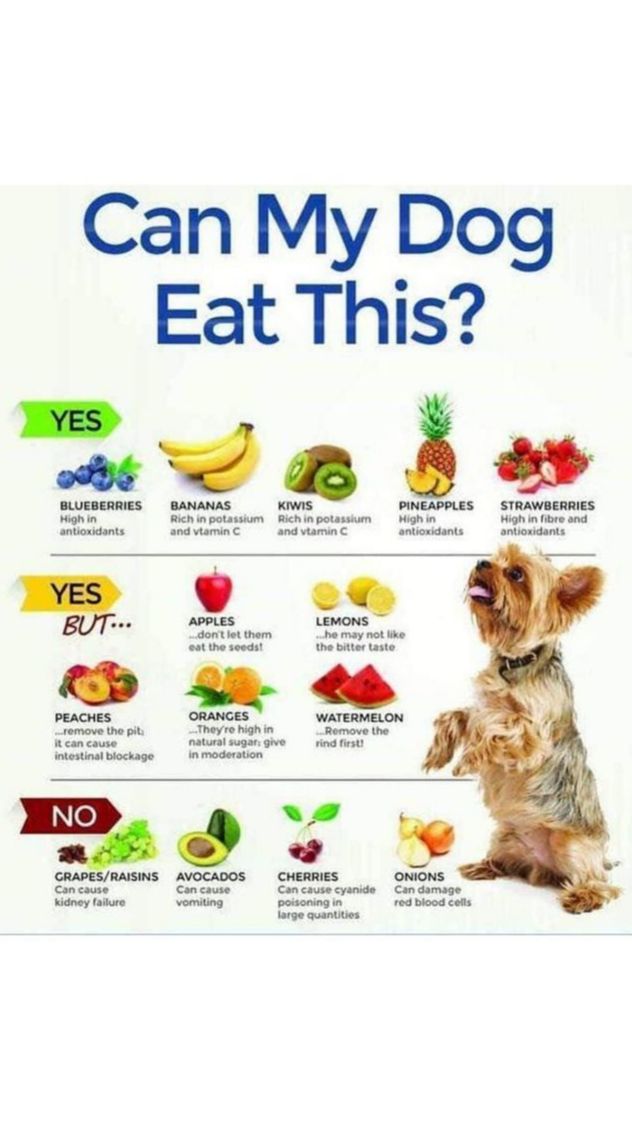 Can My Dog
Eat This?
YES
BLUEBERRIES
High in
antioxidants
BANANAS
Rich in potassium
and vtamin C
KIWIS
Rich in potassium
and vtamin C
PINEAPPLES
High in
antioxidants
STRAWBERRIES
High in fibre and
antioxidants
YES
BUT...
APPLES
...don't let them
eat the seeds!
LEMONS
...he may not like
the bitter taste
PEACHES
...remove the pit;
it can cause
intestinal blockage
ORANGES
...They're high in
natural sugar; give
in moderation
WATERMELON
...Remove the
rind first!
NO
GRAPES/RAISINS
Can cause
kidney failure
AVOCADOS
Can cause
vomiting
CHERRIES
Can cause cyanide
poisoning in
large quantities
ONIONS
Can damage
red blood cells